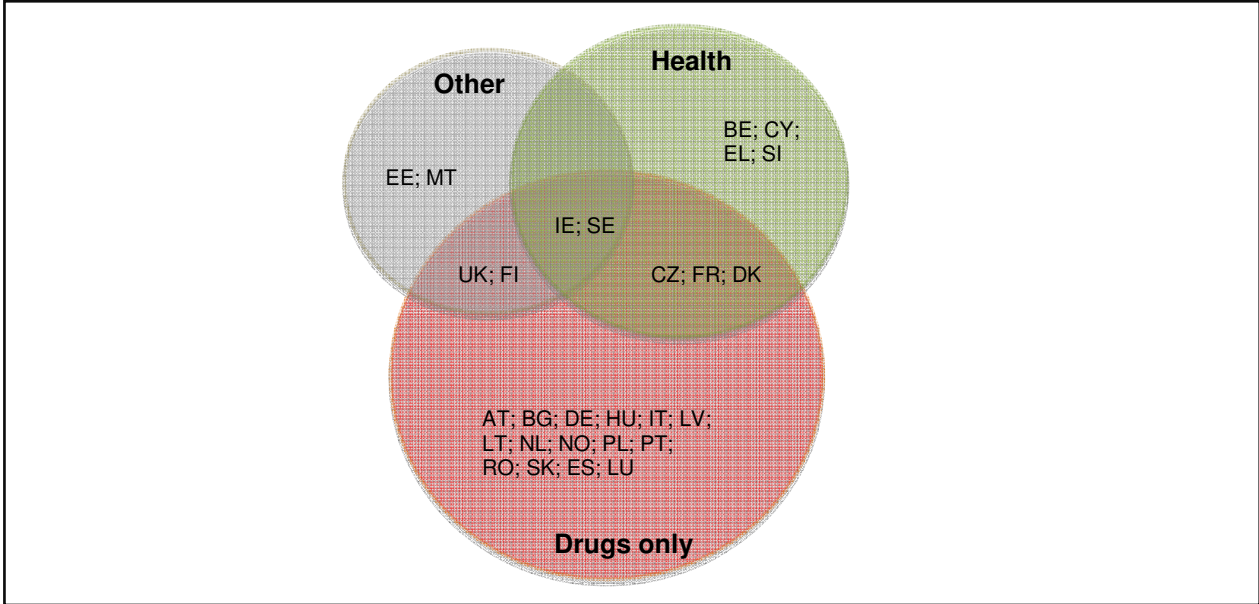 Health
Other
BE; CY;
EL; SI
EE; MT
IE; SE
UK; FI
CZ; FR; DK
AT; BG; DE; HU; IT; LV;
LT; NL; NO; PL; PT;
RO; SK; ES; LU
Drugs only